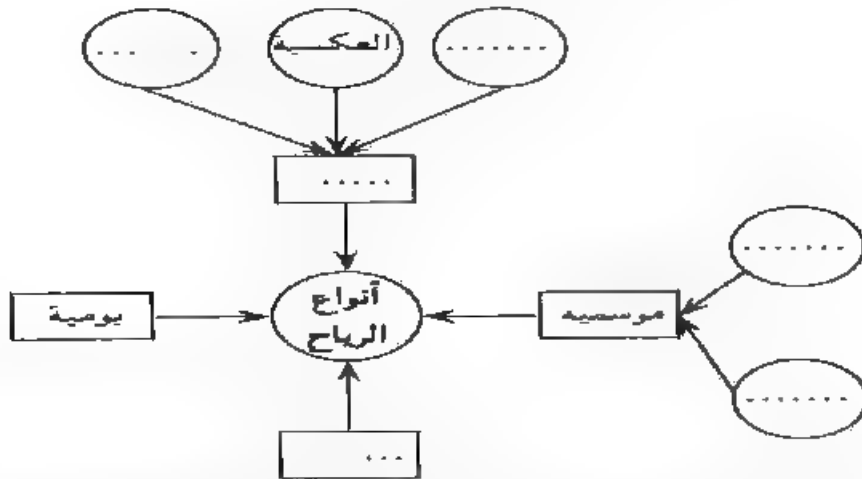 ... .
العكسية
.......
.....
.......
أنواع
الرياح
يومية
موسمية
.......
...